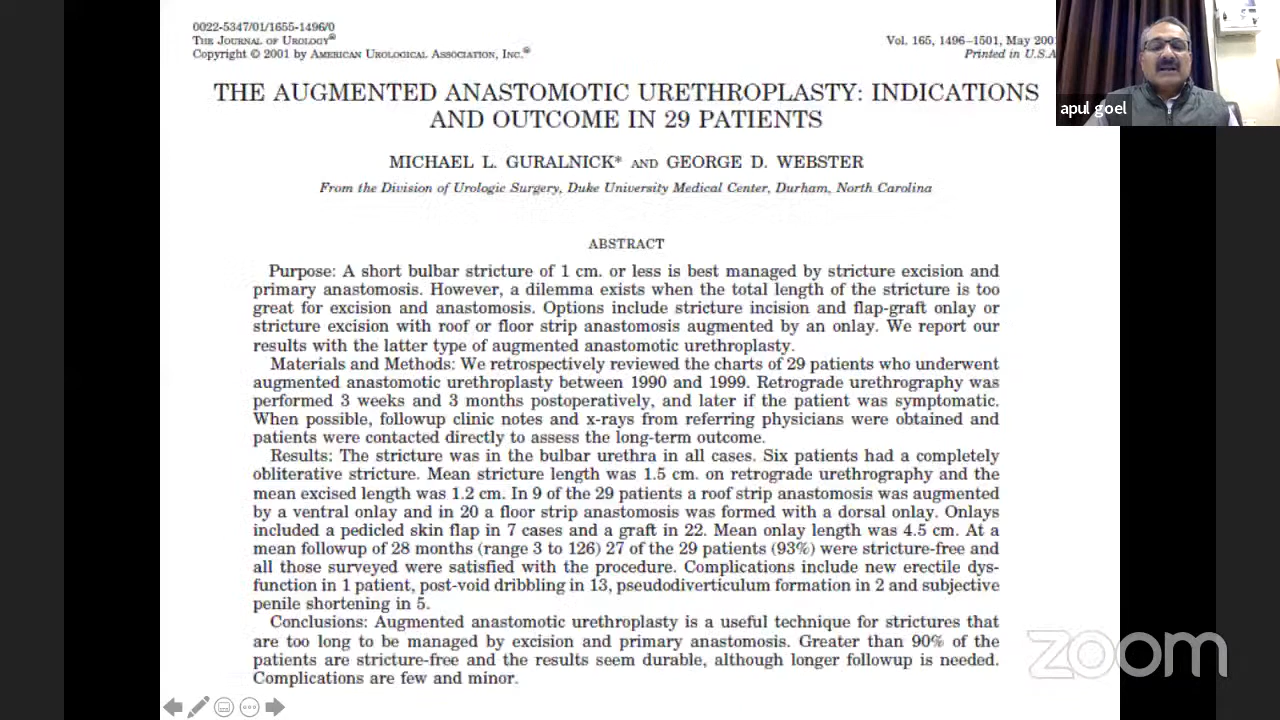 0022-5347/01/1655-1496/0
THE JOURNAL OF UROLOGY®
Copyright © 2001 by AMERICAN UROLOGICAL ASSOCIATION, INC.®
Vol. 165, 1496–1501, May 2001
Printed in U.S.A
apul goel
THE AUGMENTED ANASTOMOTIC URETHROPLASTY: INDICATIONS
AND OUTCOME IN 29 PATIENTS
MICHAEL L. GURALNICK* AND GEORGE D. WEBSTER
From the Division of Urologic Surgery, Duke University Medical Center, Durham, North Carolina
ABSTRACT
Purpose: A short bulbar stricture of 1 cm. or less is best managed by stricture excision and
primary anastomosis. However, a dilemma exists when the total length of the stricture is too
great for excision and anastomosis. Options include stricture incision and flap-graft onlay or
stricture excision with roof or floor strip anastomosis augmented by an onlay. We report our
results with the latter type of augmented anastomotic urethroplasty.
Materials and Methods: We retrospectively reviewed the charts of 29 patients who underwent
augmented anastomotic urethroplasty between 1990 and 1999. Retrograde urethrography was
performed 3 weeks and 3 months postoperatively, and later if the patient was symptomatic.
When possible, followup clinic notes and x-rays from referring physicians were obtained and
patients were contacted directly to assess the long-term outcome.
Results: The stricture was in the bulbar urethra in all cases. Six patients had a completely
obliterative stricture. Mean stricture length was 1.5 cm. on retrograde urethrography and the
mean excised length was 1.2 cm. In 9 of the 29 patients a roof strip anastomosis was augmented
by a ventral onlay and in 20 a floor strip anastomosis was formed with a dorsal onlay. Onlays
included a pedicled skin flap in 7 cases and a graft in 22. Mean onlay length was 4.5 cm. At a
mean followup of 28 months (range 3 to 126) 27 of the 29 patients (93%) were stricture-free and
all those surveyed were satisfied with the procedure. Complications include new erectile dys-
function in 1 patient, post-void dribbling in 13, pseudodiverticulum formation in 2 and subjective
penile shortening in 5.
Conclusions: Augmented anastomotic urethroplasty is a useful technique for strictures that
are too long to be managed by excision and primary anastomosis. Greater than 90% of the
patients are stricture-free and the results seem durable, although longer followup is needed.
Complications are few and minor.
zoom